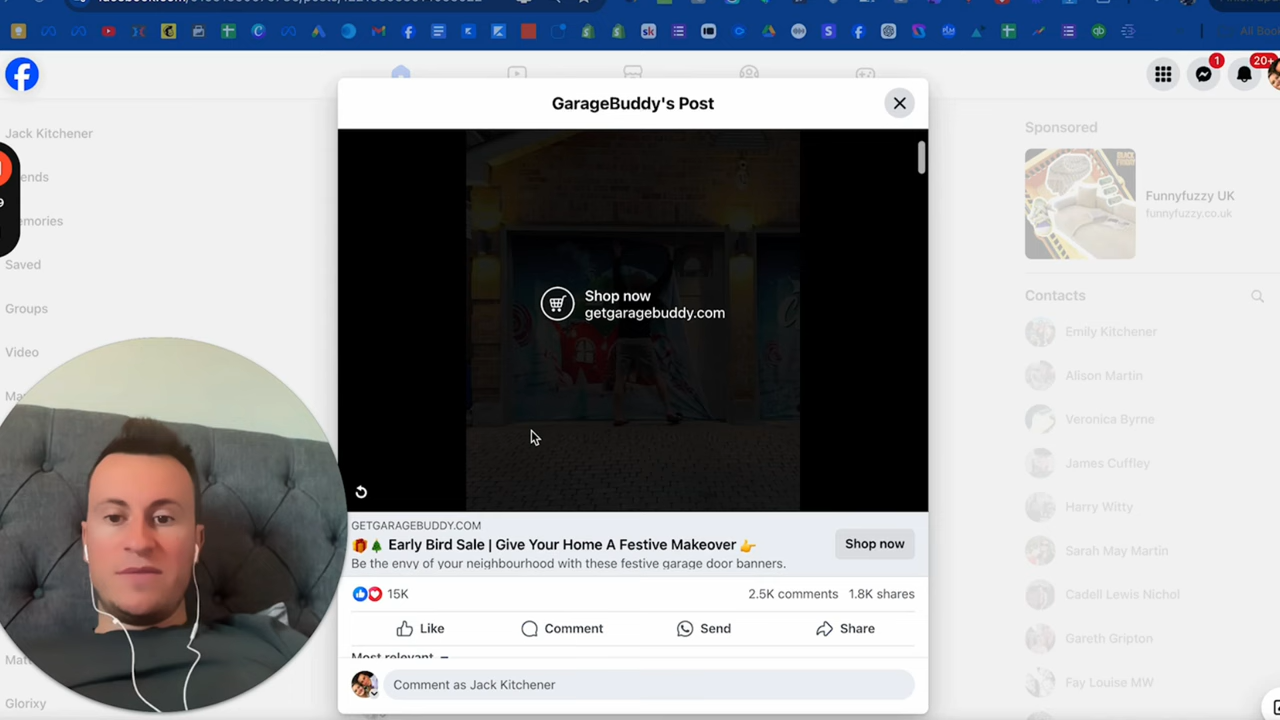 GarageBuddy's Post
1
20+
Jack Kitchener
Saved
Groups
Video
Glorixy
Shop now
getgaragebuddy.com
GETGARAGEBUDDY.COM
🎁🎄 Early Bird Sale | Give Your Home A Festive Makeover 👉
Be the envy of your neighbourhood with these festive garage door banners.
Shop now
15K
2.5K comments 1.8K shares
Like
Comment
Send
Share
Most relevant
Comment as Jack Kitchener
Sponsored
Funnyfuzzy UK
funnyfuzzy.co.uk
Contacts
Emily Kitchener
Alison Martin
Veronica Byrne
James Cuffley
Harry Witty
Sarah May Martin
Cadell Lewis Nichol
Gareth Gripton
Fay Louise MW